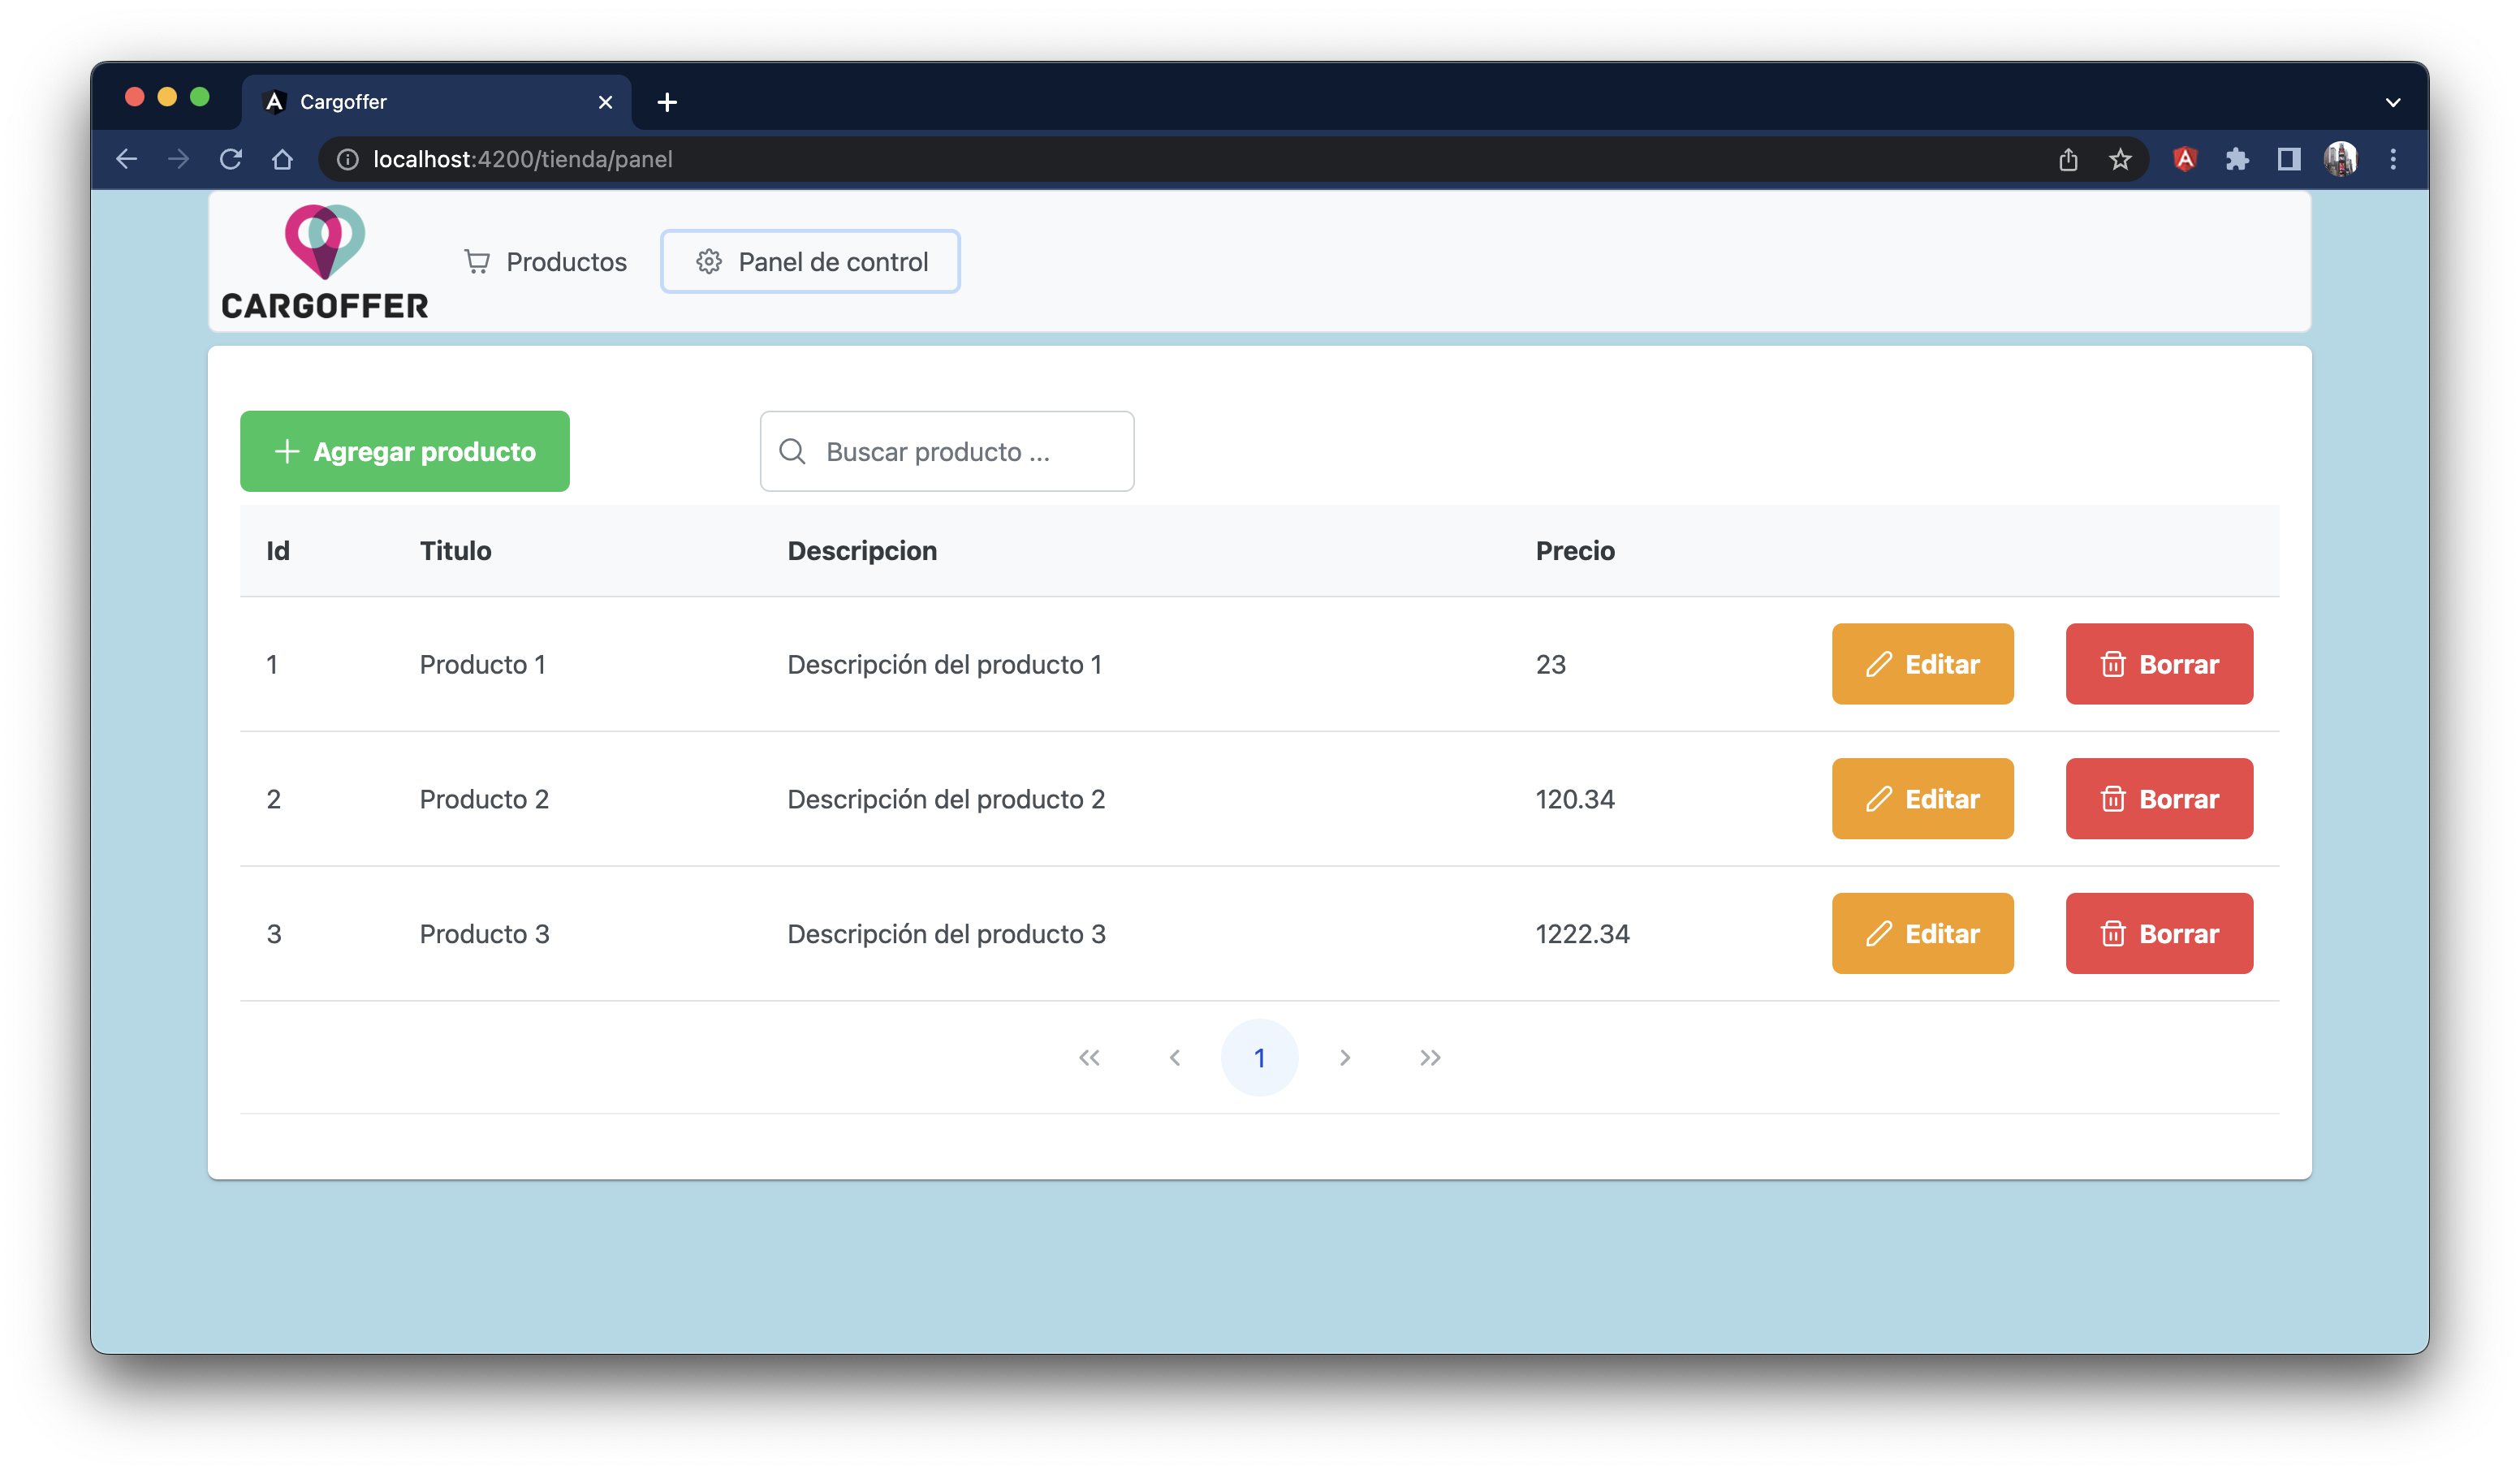 Cargoffer
localhost:4200/tienda/panel
CARGOFFER
Productos
Panel de control
Agregar producto
Buscar producto ...
Id Titulo Descripcion Precio
1 Producto 1 Descripción del producto 1 23 Editar Borrar
2 Producto 2 Descripción del producto 2 120.34 Editar Borrar
3 Producto 3 Descripción del producto 3 1222.34 Editar Borrar
1